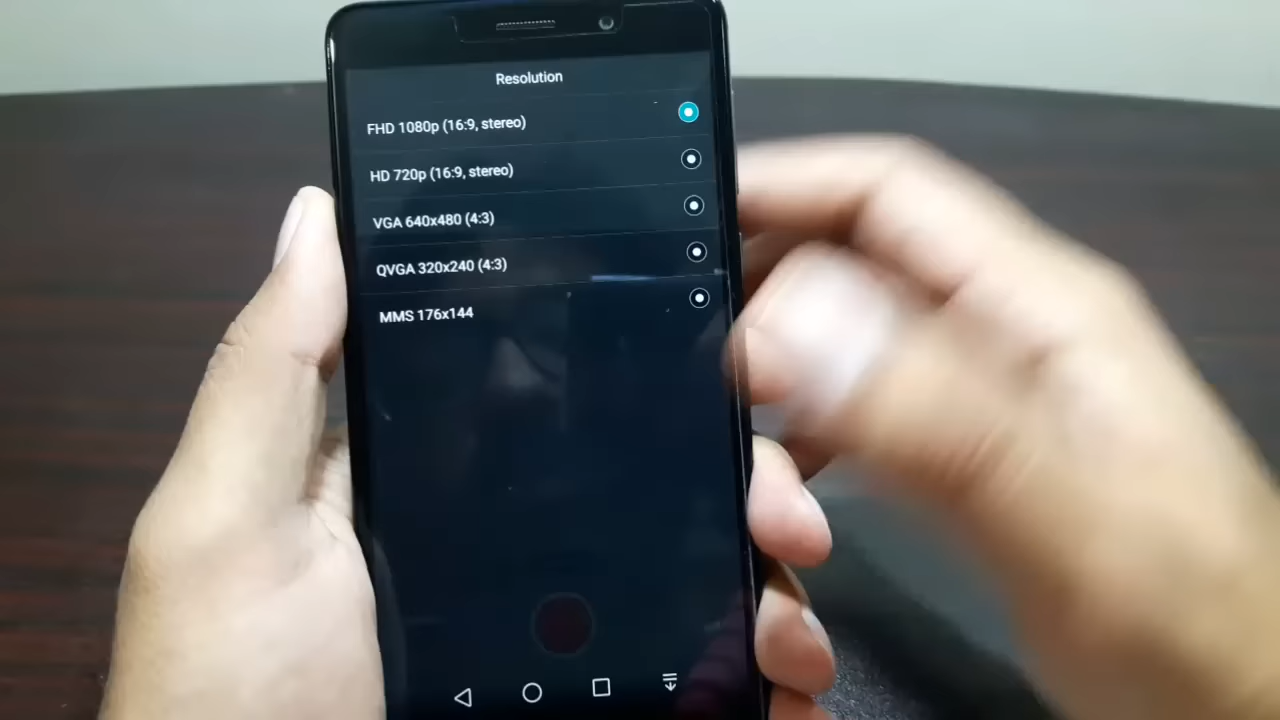 Resolution
FHD 1080p (16:9, stereo)
HD 720p (16:9, stereo)
VGA 640x480 (4:3)
QVGA 320x240 (4:3)
MMS 176x144